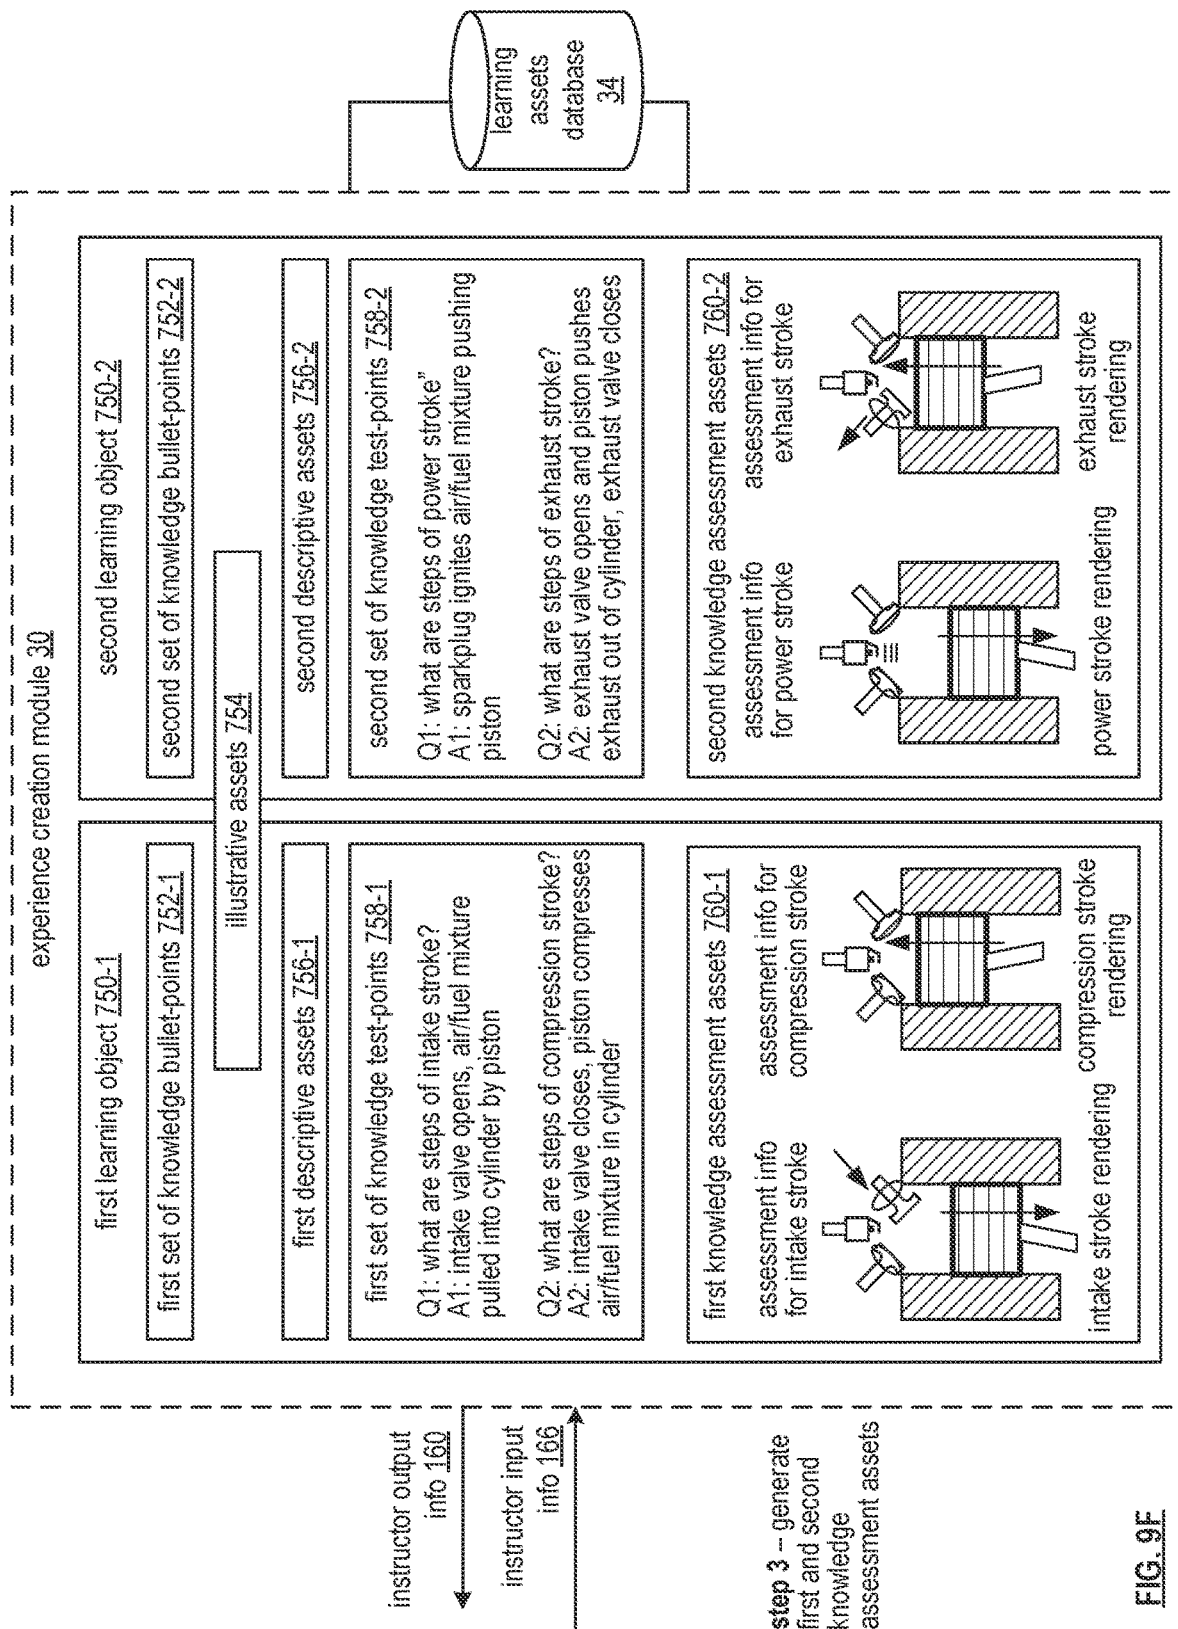 experience creation module 30
first learning object 750-1
first set of knowledge bullet-points 752-1
second learning object 750-2
second set of knowledge bullet-points 752-2
illustrative assets 754
first descriptive assets 756-1
second descriptive assets 756-2
first set of knowledge test-points 758-1
Q1: what are steps of intake stroke?
A1: intake valve opens, air/fuel mixture
pulled into cylinder by piston
Q2: what are steps of compression stroke?
A2: intake valve closes, piston compresses
air/fuel mixture in cylinder
second set of knowledge test-points 758-2
Q1: what are steps of power stroke"
A1: sparkplug ignites air/fuel mixture pushing
piston
Q2: what are steps of exhaust stroke?
A2: exhaust valve opens and piston pushes
exhaust out of cylinder, exhaust valve closes
first knowledge assessment assets 760-1
assessment info
for intake stroke
assessment info for
compression stroke
intake stroke rendering
compression stroke
rendering
second knowledge assessment assets 760-2
assessment info
for power stroke
assessment info for
exhaust stroke
power stroke rendering
exhaust stroke
rendering
learning
assets
database
34
instructor output
info 160
instructor input
info 166
step 3 – generate
first and second
knowledge
assessment assets
FIG. 9F